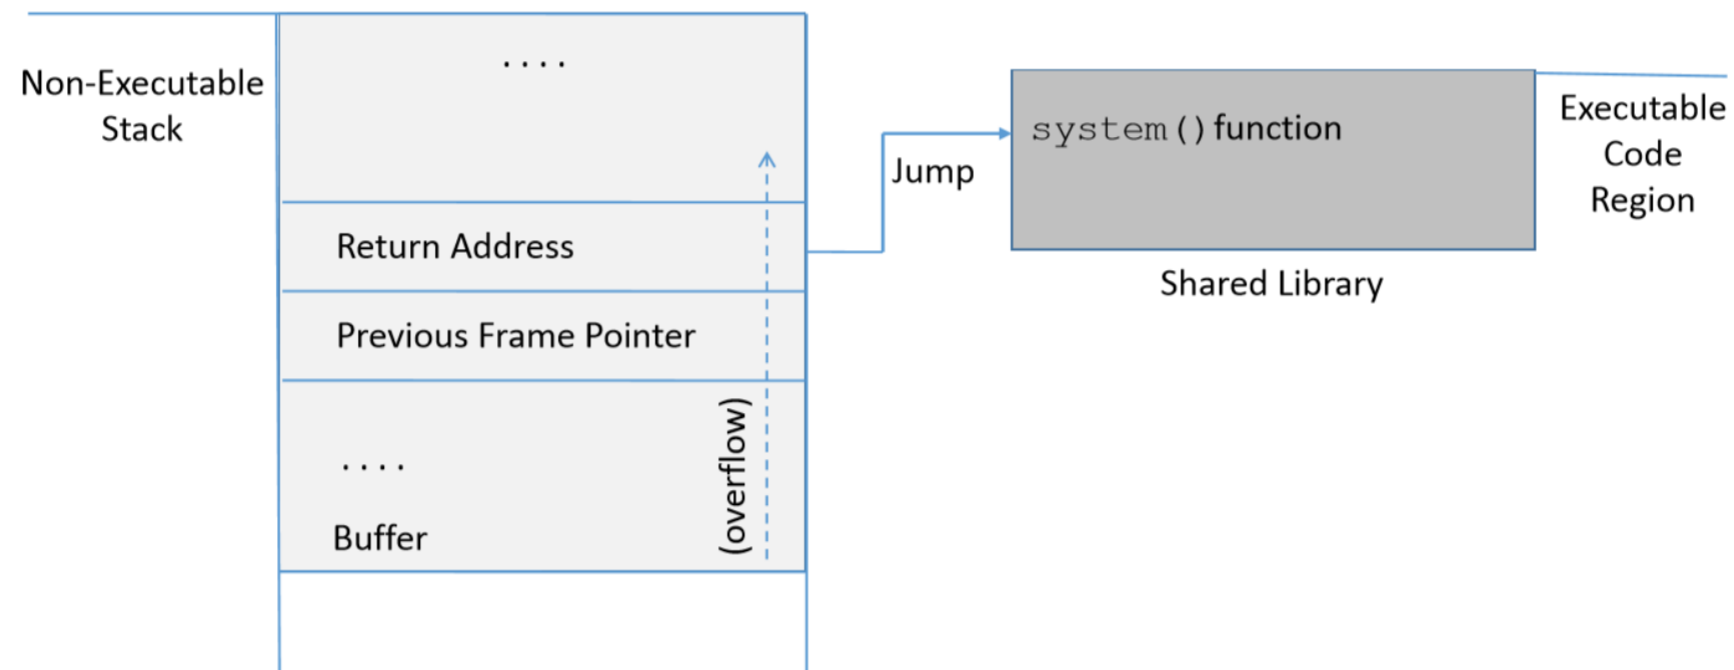 Non-Executable
Stack
....
Return Address
Previous Frame Pointer
....
Buffer
(overflow)
Jump
system() function
Shared Library
Executable
Code
Region